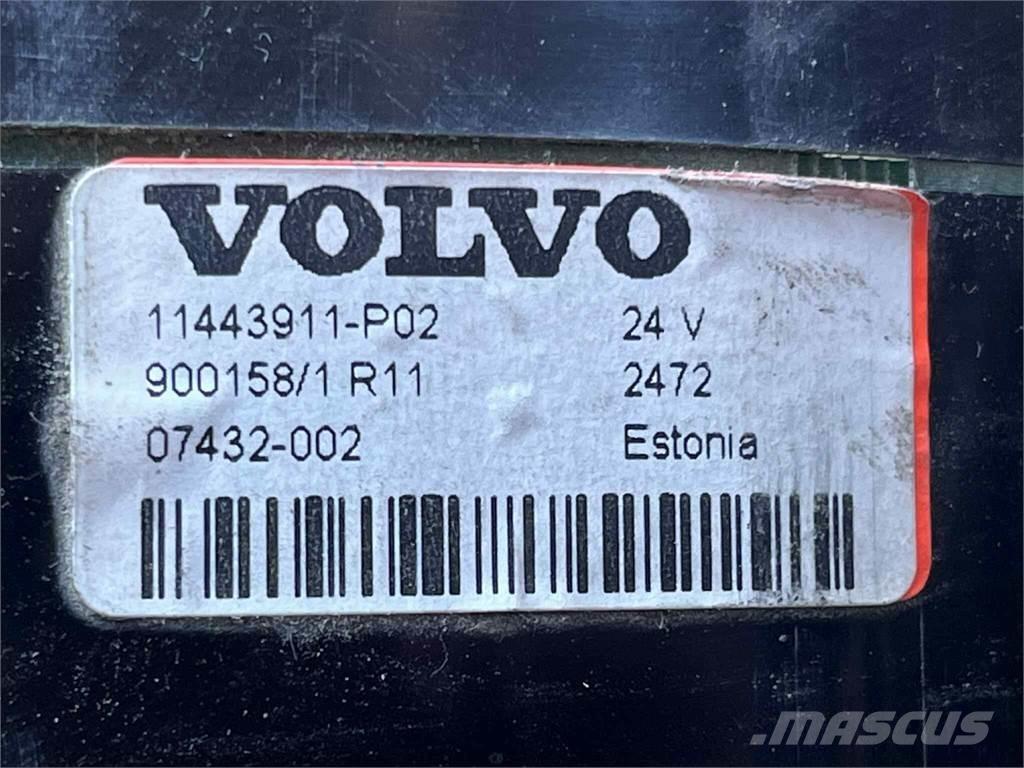 VOLVO
11443911-P02 24 V
900158/1 R11 2472
07432-002 Estonia
MASCUS